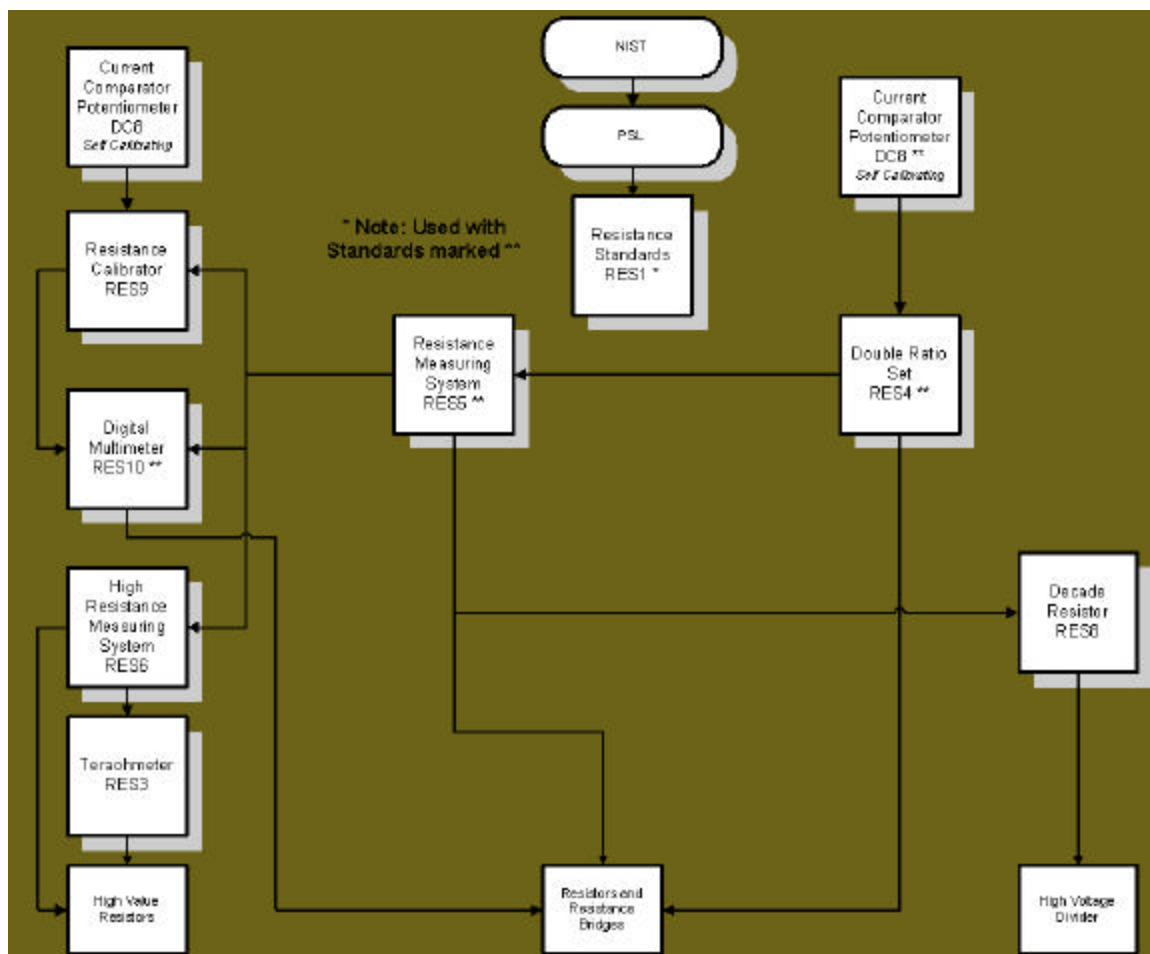 NIST
Current
Comparator
Potentiometer
DC8
Self Calibrating
PSL
Current
Comparator
Potentiometer
DC8 **
Self Calibrating
* Note: Used with
Standards marked **
Resistance
Standards
RES1 *
Resistance
Calibrator
RES9
Resistance
Measuring
System
RES5 **
Double Ratio
Set
RES4 **
Digital
Multimeter
RES10 **
High
Resistance
Measuring
System
RES6
Decade
Resistor
RES8
Teraohmeter
RES3
High Value
Resistors
Resistors and
Resistance
Bridges
High Voltage
Divider